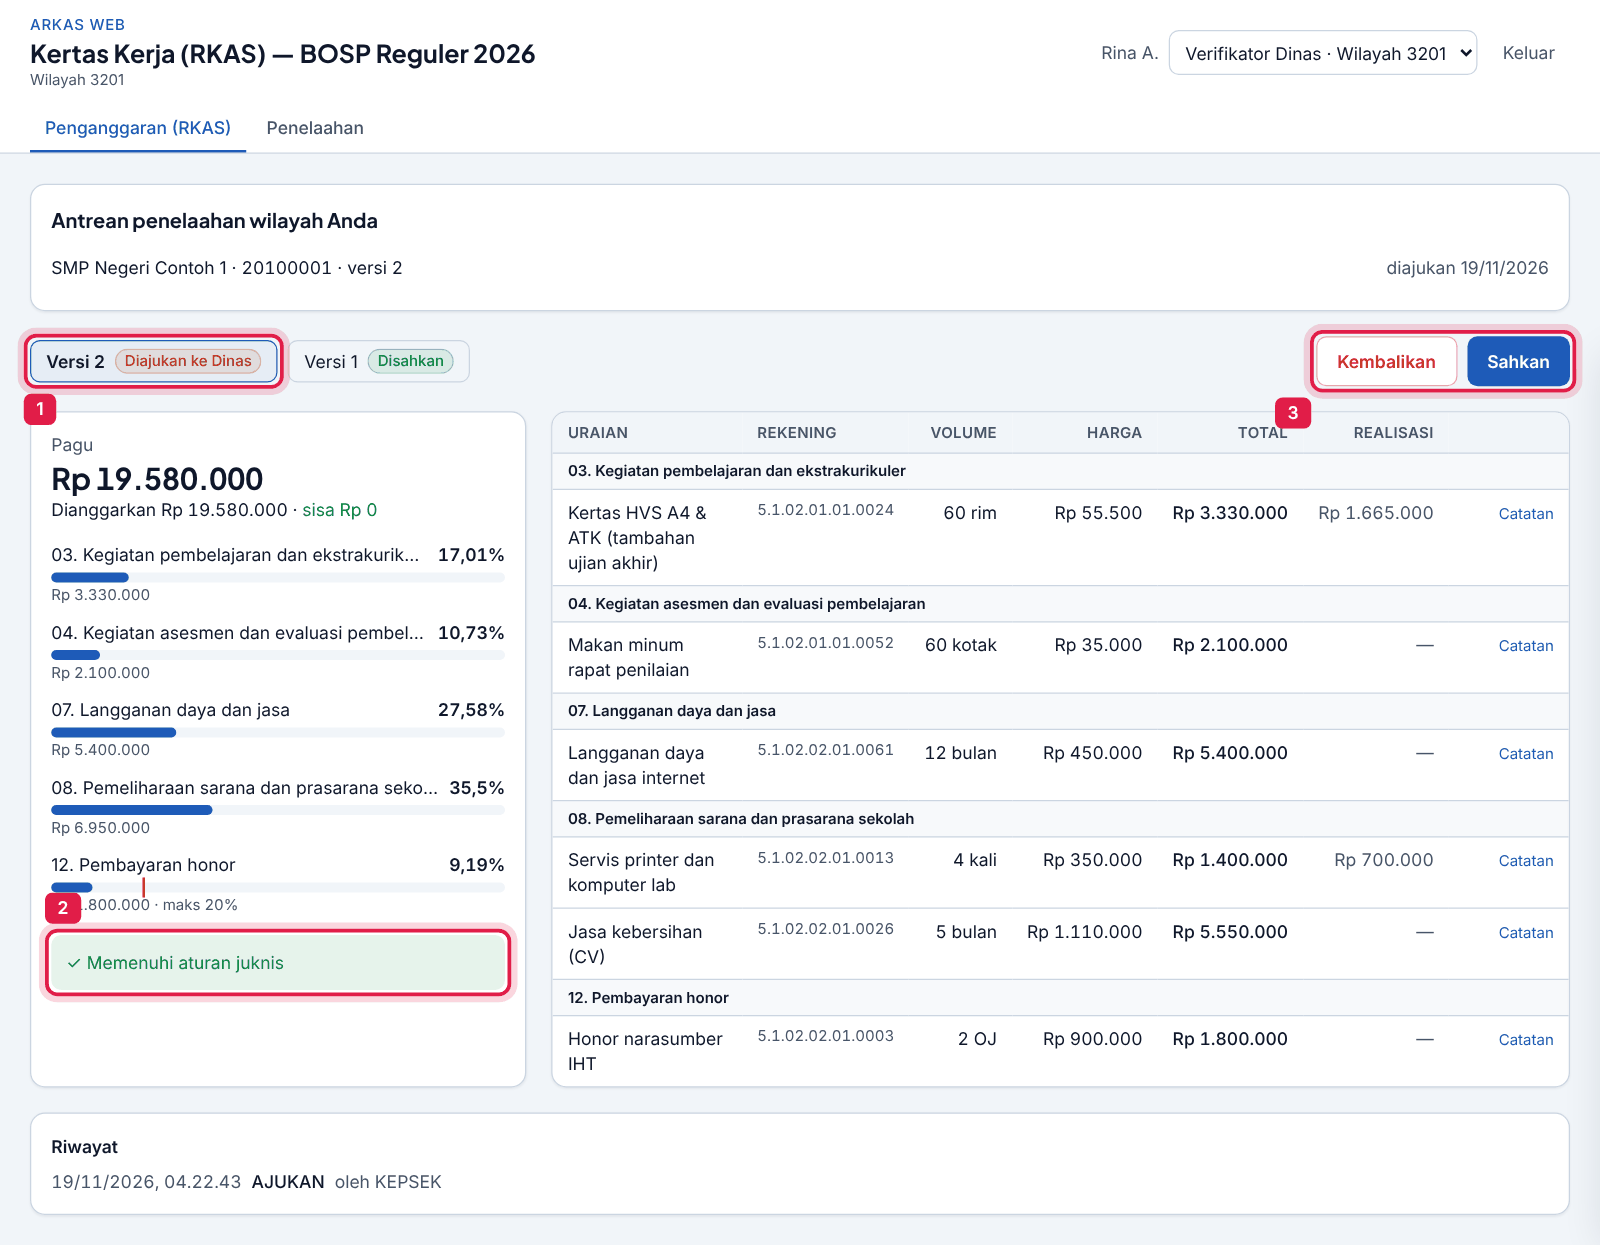 ARKAS WEB
Kertas Kerja (RKAS) — BOSP Reguler 2026
Wilayah 3201
Rina A.
Verifikator Dinas · Wilayah 3201
Keluar
Penganggaran (RKAS)
Penelaahan
Antrean penelaahan wilayah Anda
SMP Negeri Contoh 1 · 20100001 · versi 2
diajukan 19/11/2026
Versi 2 Diajukan ke Dinas
Versi 1 Disahkan
Kembalikan
Sahkan
1
3
Pagu
Rp 19.580.000
Dianggarkan Rp 19.580.000 · sisa Rp 0
03. Kegiatan pembelajaran dan ekstrakurik... 17,01%
Rp 3.330.000
04. Kegiatan asesmen dan evaluasi pembel... 10,73%
Rp 2.100.000
07. Langganan daya dan jasa 27,58%
Rp 5.400.000
08. Pemeliharaan sarana dan prasarana seko... 35,5%
Rp 6.950.000
12. Pembayaran honor 9,19%
2
.800.000 · maks 20%
✓ Memenuhi aturan juknis
URAIAN REKENING VOLUME HARGA TOTAL REALISASI
03. Kegiatan pembelajaran dan ekstrakurikuler
Kertas HVS A4 & 5.1.02.01.01.0024 60 rim Rp 55.500 Rp 3.330.000 Rp 1.665.000 Catatan
ATK (tambahan
ujian akhir)
04. Kegiatan asesmen dan evaluasi pembelajaran
Makan minum 5.1.02.01.01.0052 60 kotak Rp 35.000 Rp 2.100.000 — Catatan
rapat penilaian
07. Langganan daya dan jasa
Langganan daya 5.1.02.02.01.0061 12 bulan Rp 450.000 Rp 5.400.000 — Catatan
dan jasa internet
08. Pemeliharaan sarana dan prasarana sekolah
Servis printer dan 5.1.02.02.01.0013 4 kali Rp 350.000 Rp 1.400.000 Rp 700.000 Catatan
komputer lab
Jasa kebersihan 5.1.02.02.01.0026 5 bulan Rp 1.110.000 Rp 5.550.000 — Catatan
(CV)
12. Pembayaran honor
Honor narasumber 5.1.02.02.01.0003 2 OJ Rp 900.000 Rp 1.800.000 — Catatan
IHT
Riwayat
19/11/2026, 04.22.43 AJUKAN oleh KEPSEK